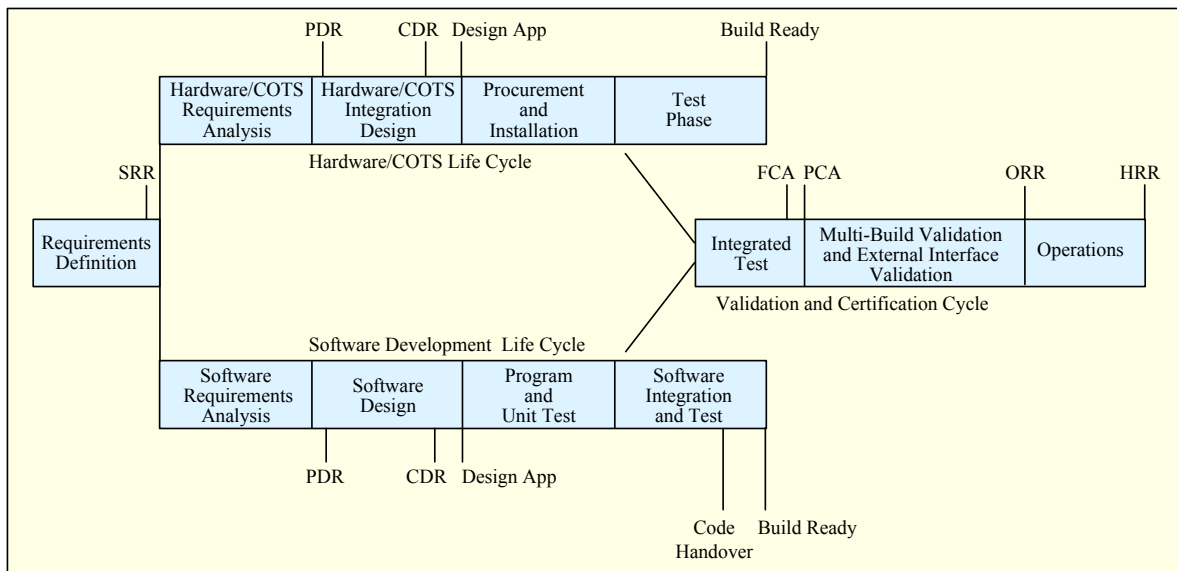 PDR
CDR
Design App
Build Ready
Hardware/COTS
Requirements
Analysis
Hardware/COTS
Integration
Design
Procurement
and
Installation
Test
Phase
Hardware/COTS Life Cycle
SRR
FCA
PCA
ORR
HRR
Requirements
Definition
Integrated
Test
Multi-Build Validation
and External Interface
Validation
Operations
Validation and Certification Cycle
Software Development Life Cycle
Software
Requirements
Analysis
Software
Design
Program
and
Unit Test
Software
Integration
and Test
PDR
CDR
Design App
Code
Handover
Build Ready